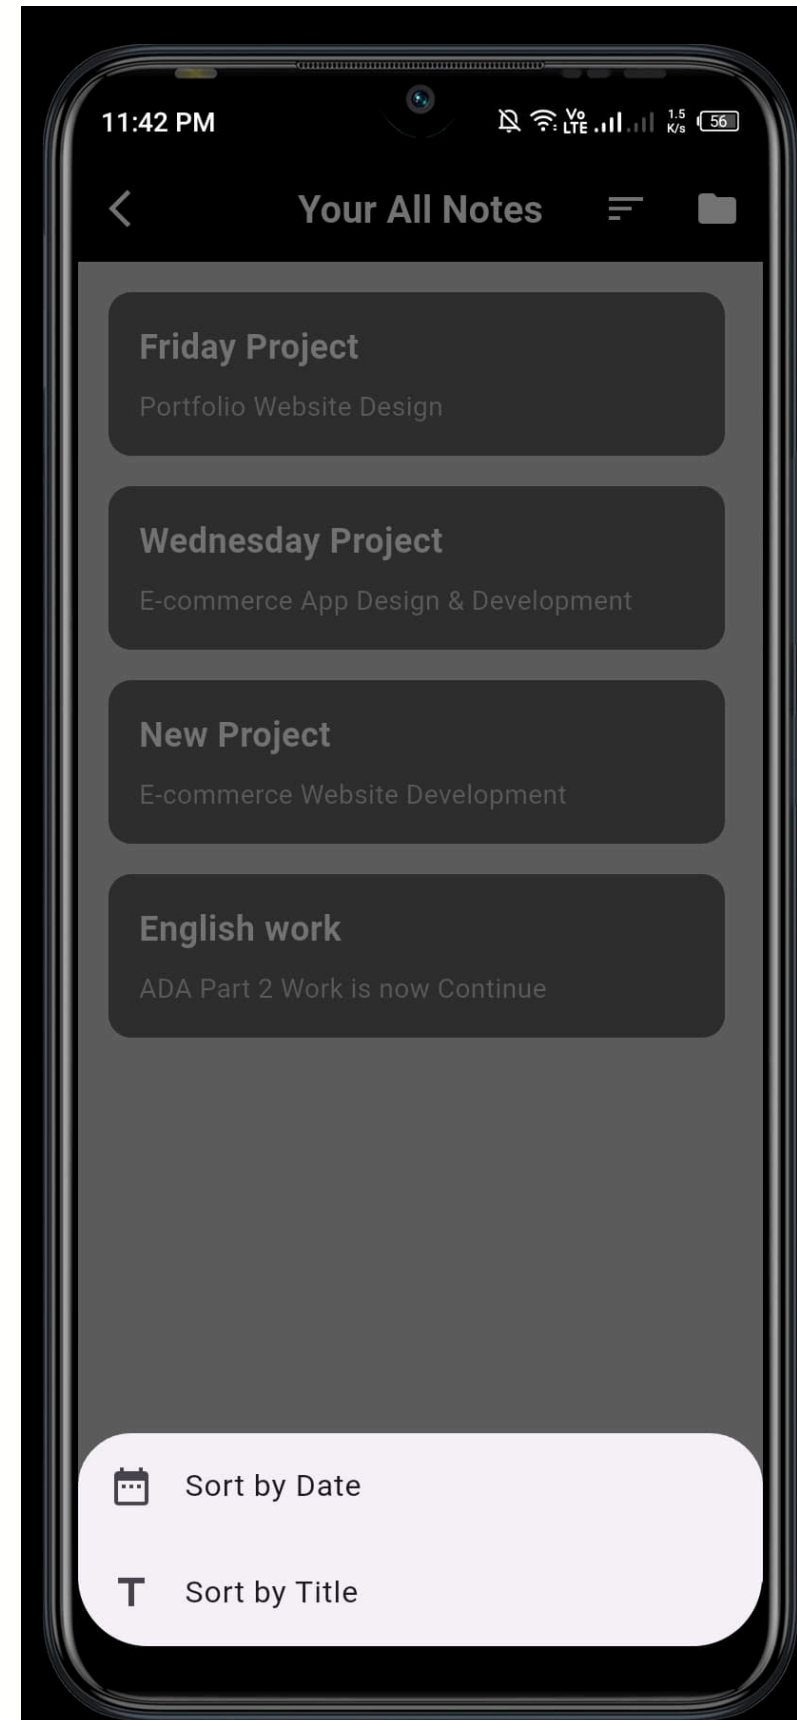 11:42 PM Vo LTE 1.5 K/s 56
Your All Notes
Friday Project
Portfolio Website Design
Wednesday Project
E-commerce App Design & Development
New Project
E-commerce Website Development
English work
ADA Part 2 Work is now Continue
Sort by Date
Sort by Title